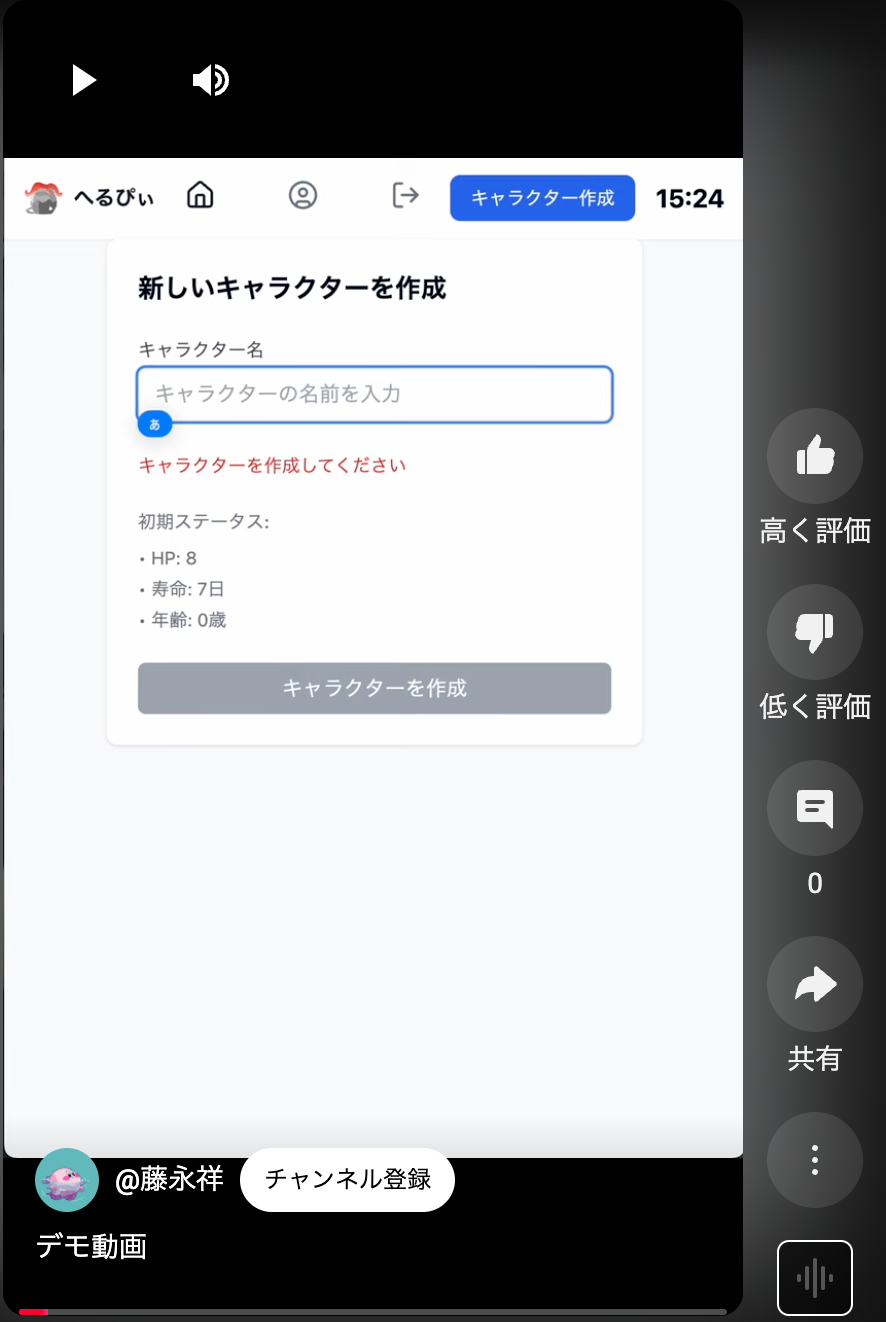 へるぴぃ
キャラクター作成
15:24
新しいキャラクターを作成
キャラクター名
キャラクターの名前を入力
あ
キャラクターを作成してください
初期ステータス:
• HP: 8
• 寿命: 7日
• 年齢: 0歳
キャラクターを作成
高く評価
低く評価
0
共有
@藤永祥
チャンネル登録
デモ動画